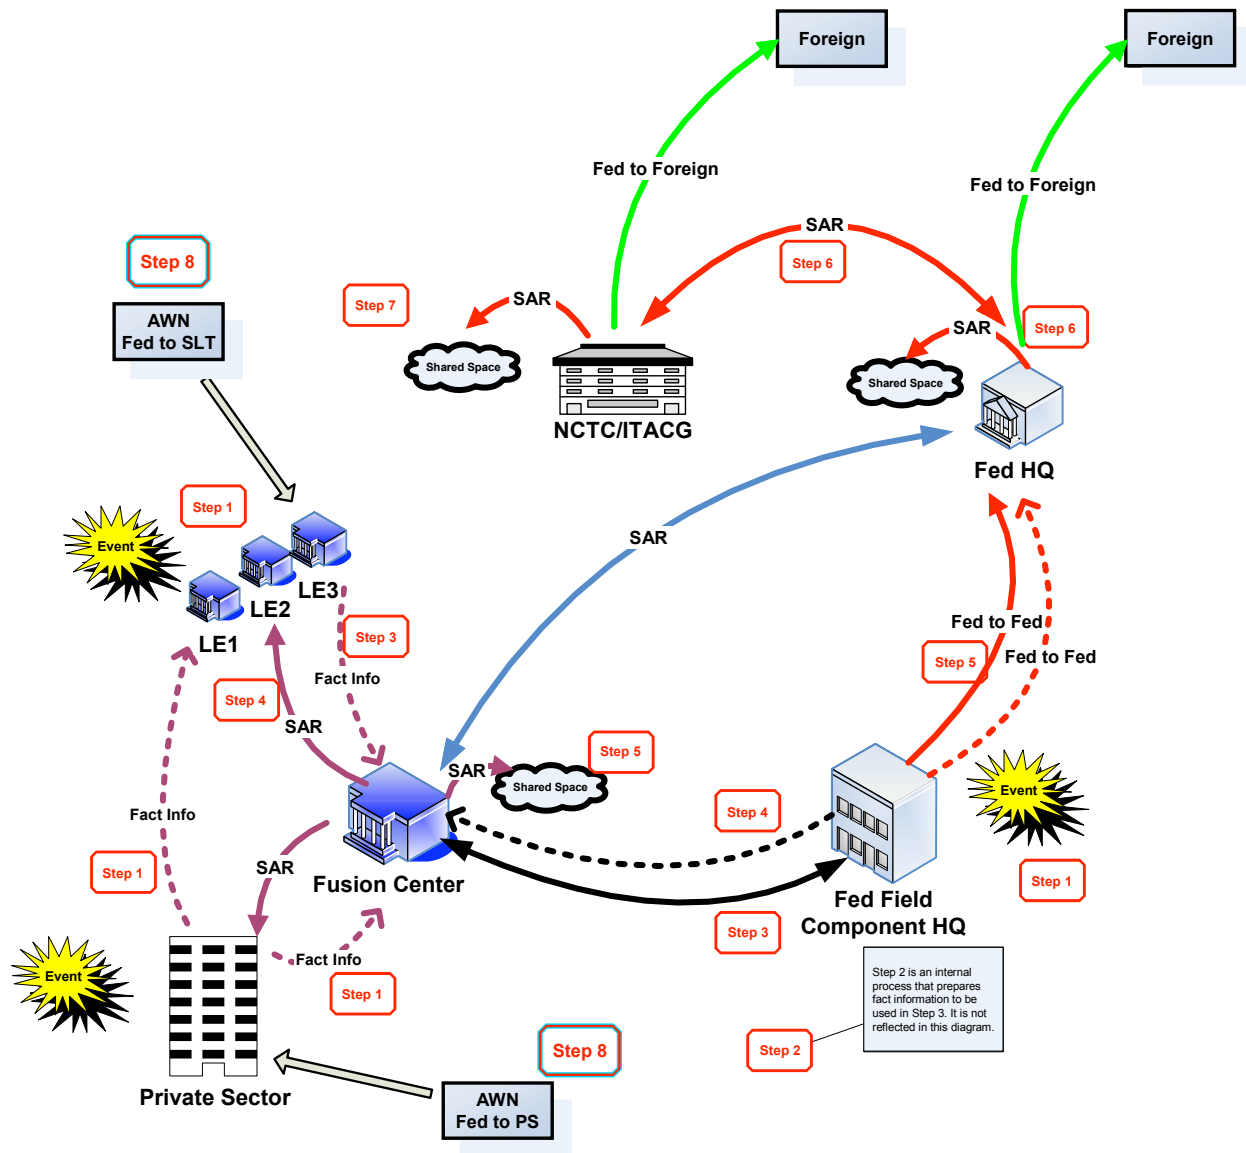 Foreign
Foreign
Fed to Foreign
Fed to Foreign
SAR
Step 6
Step 8
Step 7
SAR
AWN
Fed to SLT
SAR
Step 6
Shared Space
Shared Space
NCTC/ITACG
Fed HQ
Step 1
Event
SAR
LE3
LE2
LE1
Step 3
Fact Info
Step 4
SAR
Fed to Fed
Fed to Fed
Step 5
Step 5
SAR
Shared Space
Event
Fact Info
Step 4
Step 1
SAR
Fusion Center
Fed Field
Component HQ
Step 1
Step 3
Event
Fact Info
Step 1
Step 2 is an internal
process that prepares
fact information to be
used in Step 3. It is not
reflected in this diagram.
Step 8
Step 2
Private Sector
AWN
Fed to PS